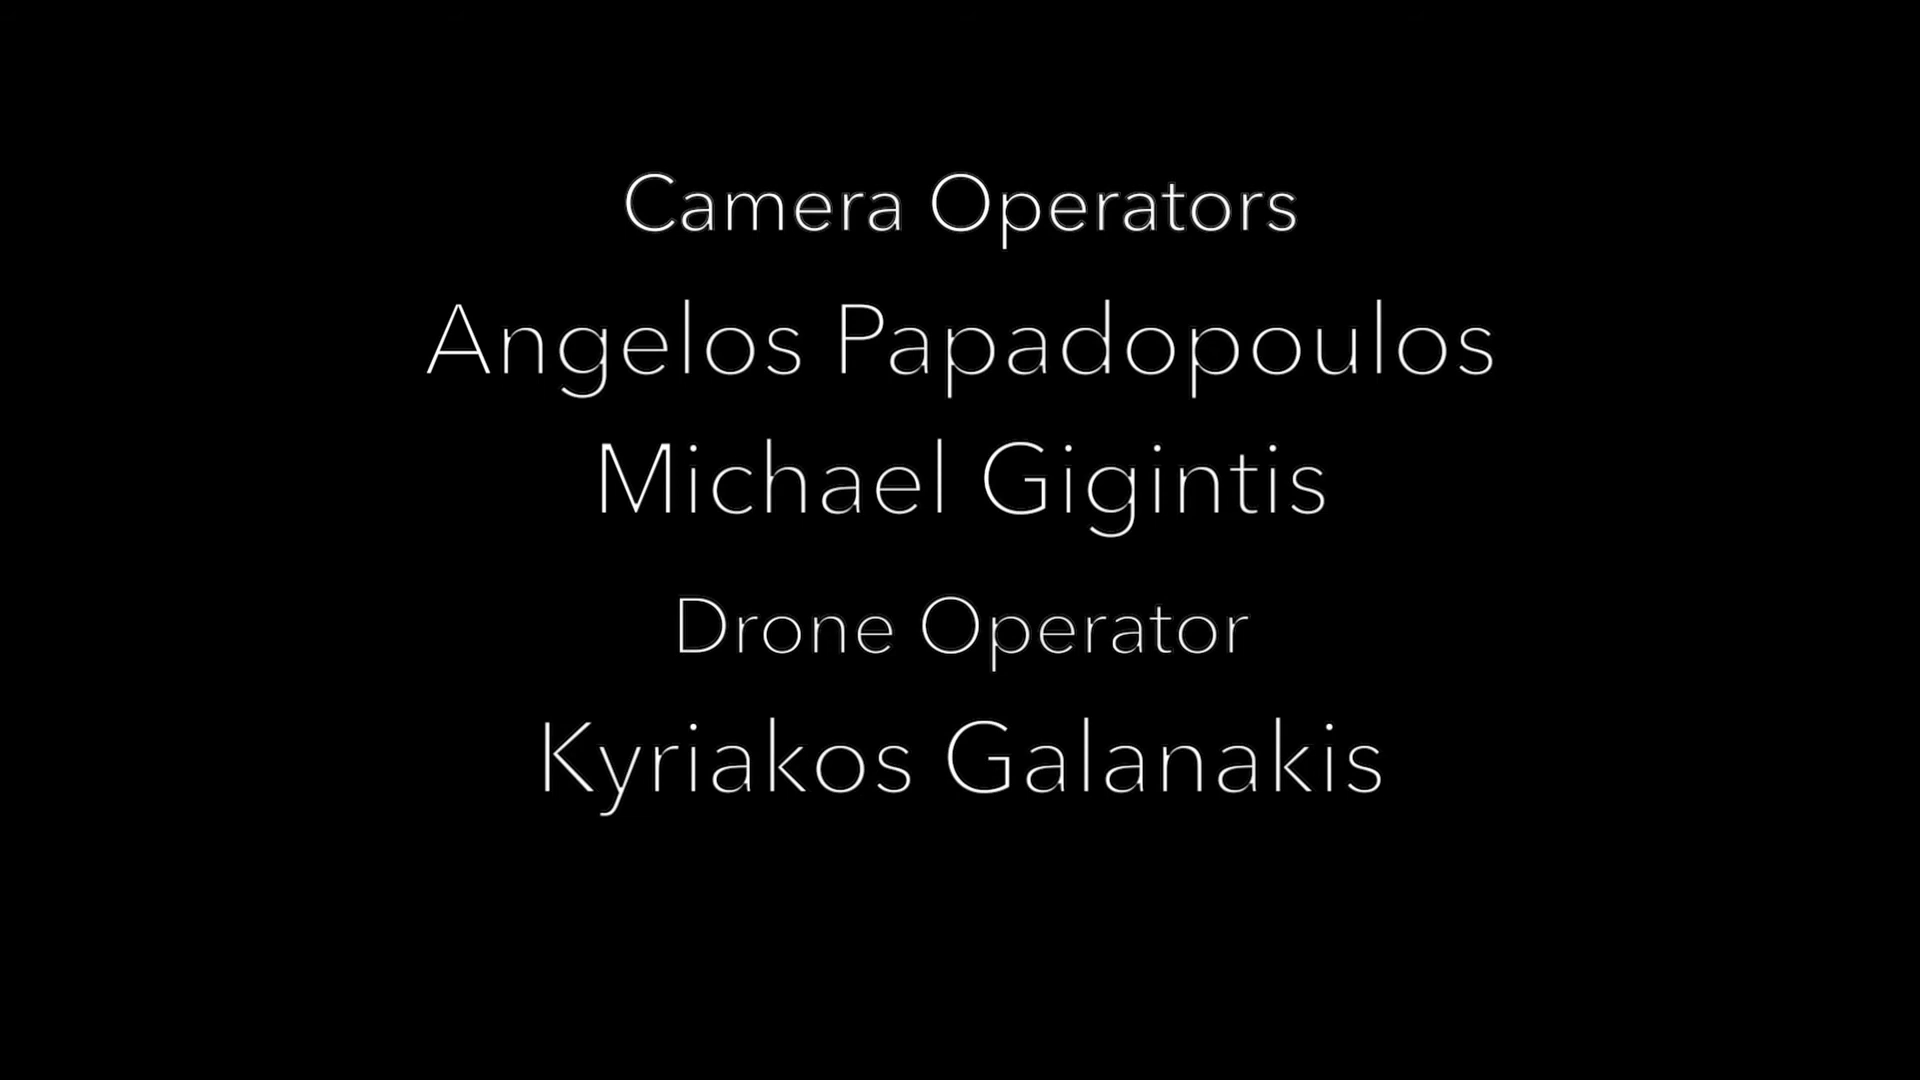 Camera Operators
Angelos Papadopoulos
Michael Gigintis
Drone Operator
Kyriakos Galanakis